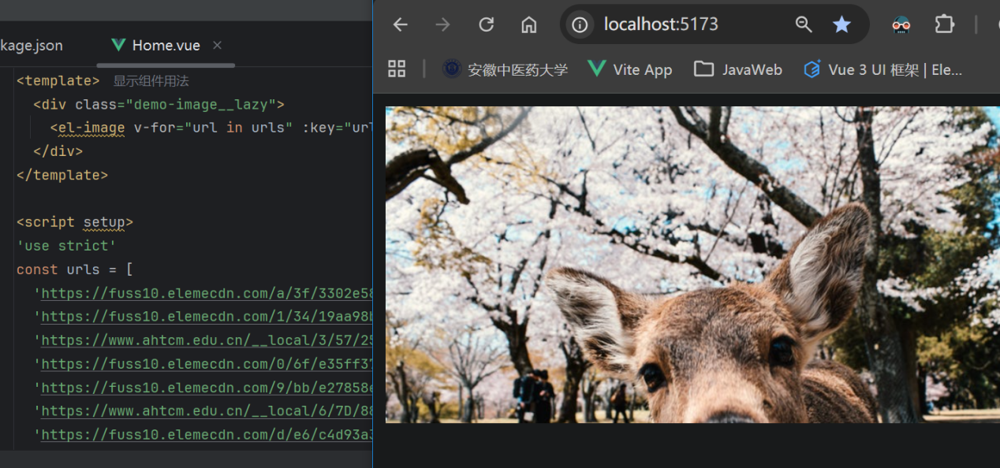 kage.json
Home.vue
<template> 显示组件用法
<div class="demo-image__lazy">
<el-image v-for="url in urls" :key="url
</div>
</template>
<script setup>
'use strict'
const urls = [
'https://fuss10.elemecdn.com/a/3f/3302e58
'https://fuss10.elemecdn.com/1/34/19aa98b
'https://www.ahtcm.edu.cn/__local/3/57/25
'https://fuss10.elemecdn.com/0/6f/e35ff37
'https://fuss10.elemecdn.com/9/bb/e27858e
'https://www.ahtcm.edu.cn/__local/6/7D/88
'https://fuss10.elemecdn.com/d/e6/c4d93a3
localhost:5173
安徽中医药大学 Vite App JavaWeb Vue 3 UI 框架 | Ele...